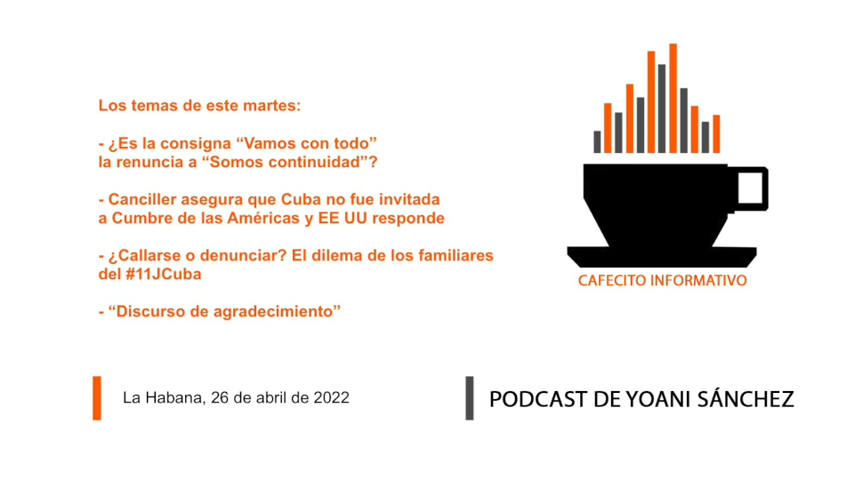 Los temas de este martes:
- ¿Es la consigna “Vamos con todo”
la renuncia a “Somos continuidad”?
- Canciller asegura que Cuba no fue invitada
a Cumbre de las Américas y EE UU responde
- ¿Callarse o denunciar? El dilema de los familiares
del #11JCuba
- “Discurso de agradecimiento”
CAFECITO INFORMATIVO
La Habana, 26 de abril de 2022
PODCAST DE YOANI SÁNCHEZ